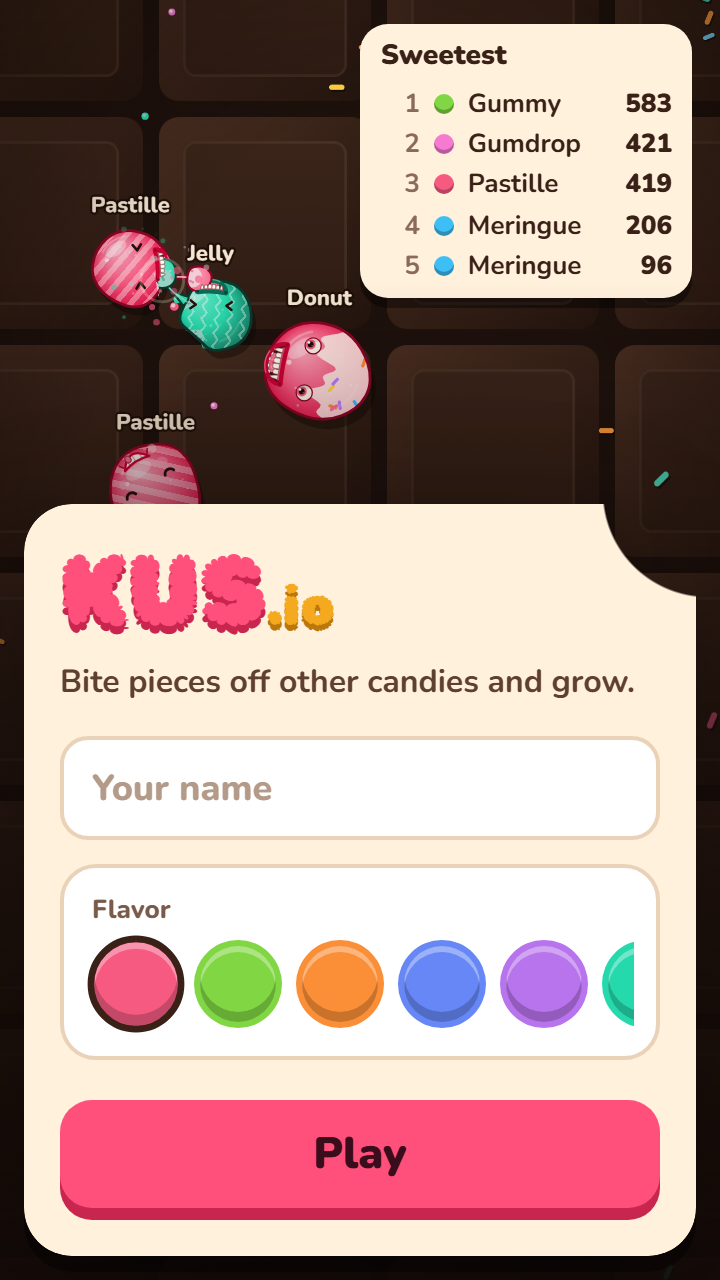 Sweetest
1 Gummy 583
2 Gumdrop 421
3 Pastille 419
4 Meringue 206
5 Meringue 96
Pastille
Jelly
Donut
Pastille
KUS.io
Bite pieces off other candies and grow.
Your name
Flavor
Play